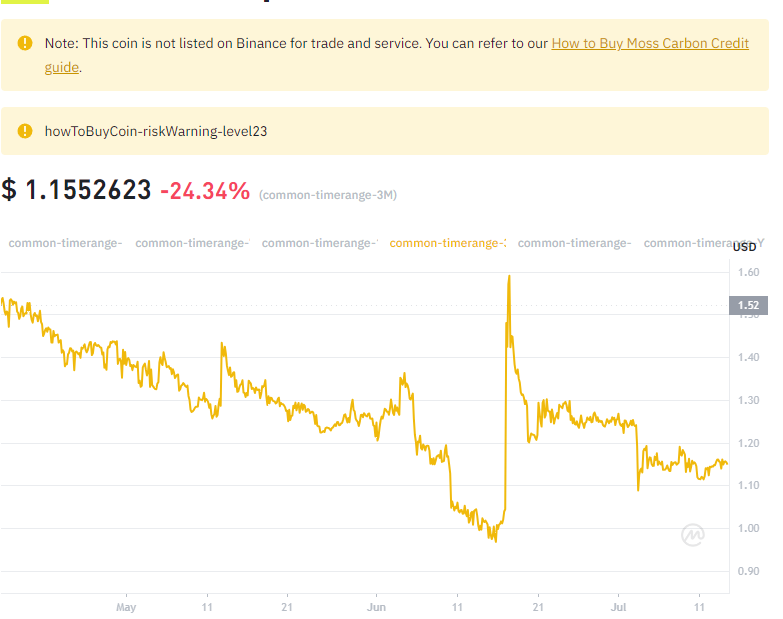 Note: This coin is not listed on Binance for trade and service. You can refer to our How to Buy Moss Carbon Credit
guide.
howToBuyCoin-riskWarning-level23
$ 1.1552623 -24.34% (common-timerange-3M)
common-timerange- common-timerange- common-timerange- common-timerange- common-timerange- common-timerange-Y
USD
1.60
1.52
1.50
1.40
1.30
1.20
1.10
1.00
0.90
May 11 21 Jun 11 21 Jul 11